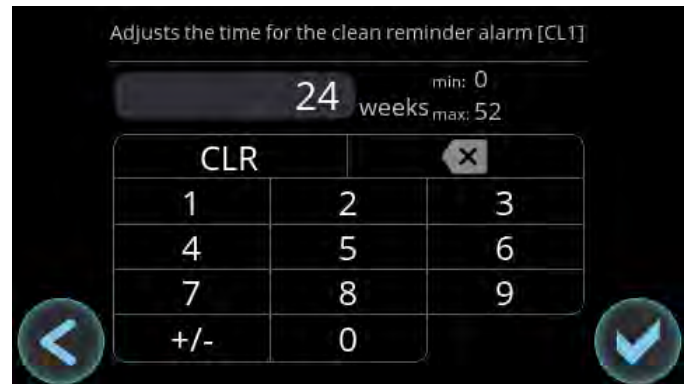 Adjusts the time for the clean reminder alarm [CL1]
24 weeks min: 0
max: 52
CLR
1 2 3
4 5 6
7 8 9
+/- 0